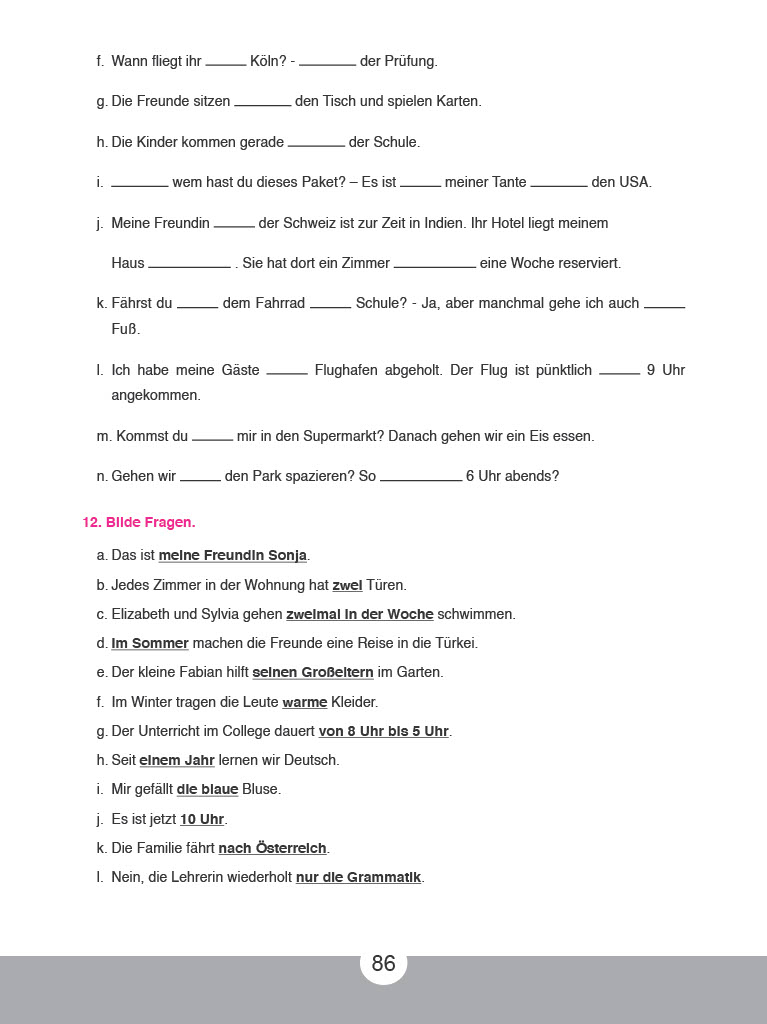 f. Wann fliegt ihr _____ Köln? - _______ der Prüfung.
g. Die Freunde sitzen _______ den Tisch und spielen Karten.
h. Die Kinder kommen gerade _______ der Schule.
i. _______ wem hast du dieses Paket? – Es ist _____ meiner Tante _______ den USA.
j. Meine Freundin _____ der Schweiz ist zur Zeit in Indien. Ihr Hotel liegt meinem
Haus __________ . Sie hat dort ein Zimmer __________ eine Woche reserviert.
k. Fährst du _____ dem Fahrrad _____ Schule? - Ja, aber manchmal gehe ich auch _____
Fuß.
l. Ich habe meine Gäste _____ Flughafen abgeholt. Der Flug ist pünktlich _____ 9 Uhr
angekommen.
m. Kommst du _____ mir in den Supermarkt? Danach gehen wir ein Eis essen.
n. Gehen wir _____ den Park spazieren? So __________ 6 Uhr abends?
12. Bilde Fragen.
a. Das ist meine Freundin Sonja.
b. Jedes Zimmer in der Wohnung hat zwei Türen.
c. Elizabeth und Sylvia gehen zweimal in der Woche schwimmen.
d. Im Sommer machen die Freunde eine Reise in die Türkei.
e. Der kleine Fabian hilft seinen Großeltern im Garten.
f. Im Winter tragen die Leute warme Kleider.
g. Der Unterricht im College dauert von 8 Uhr bis 5 Uhr.
h. Seit einem Jahr lernen wir Deutsch.
i. Mir gefällt die blaue Bluse.
j. Es ist jetzt 10 Uhr.
k. Die Familie fährt nach Österreich.
l. Nein, die Lehrerin wiederholt nur die Grammatik.
86